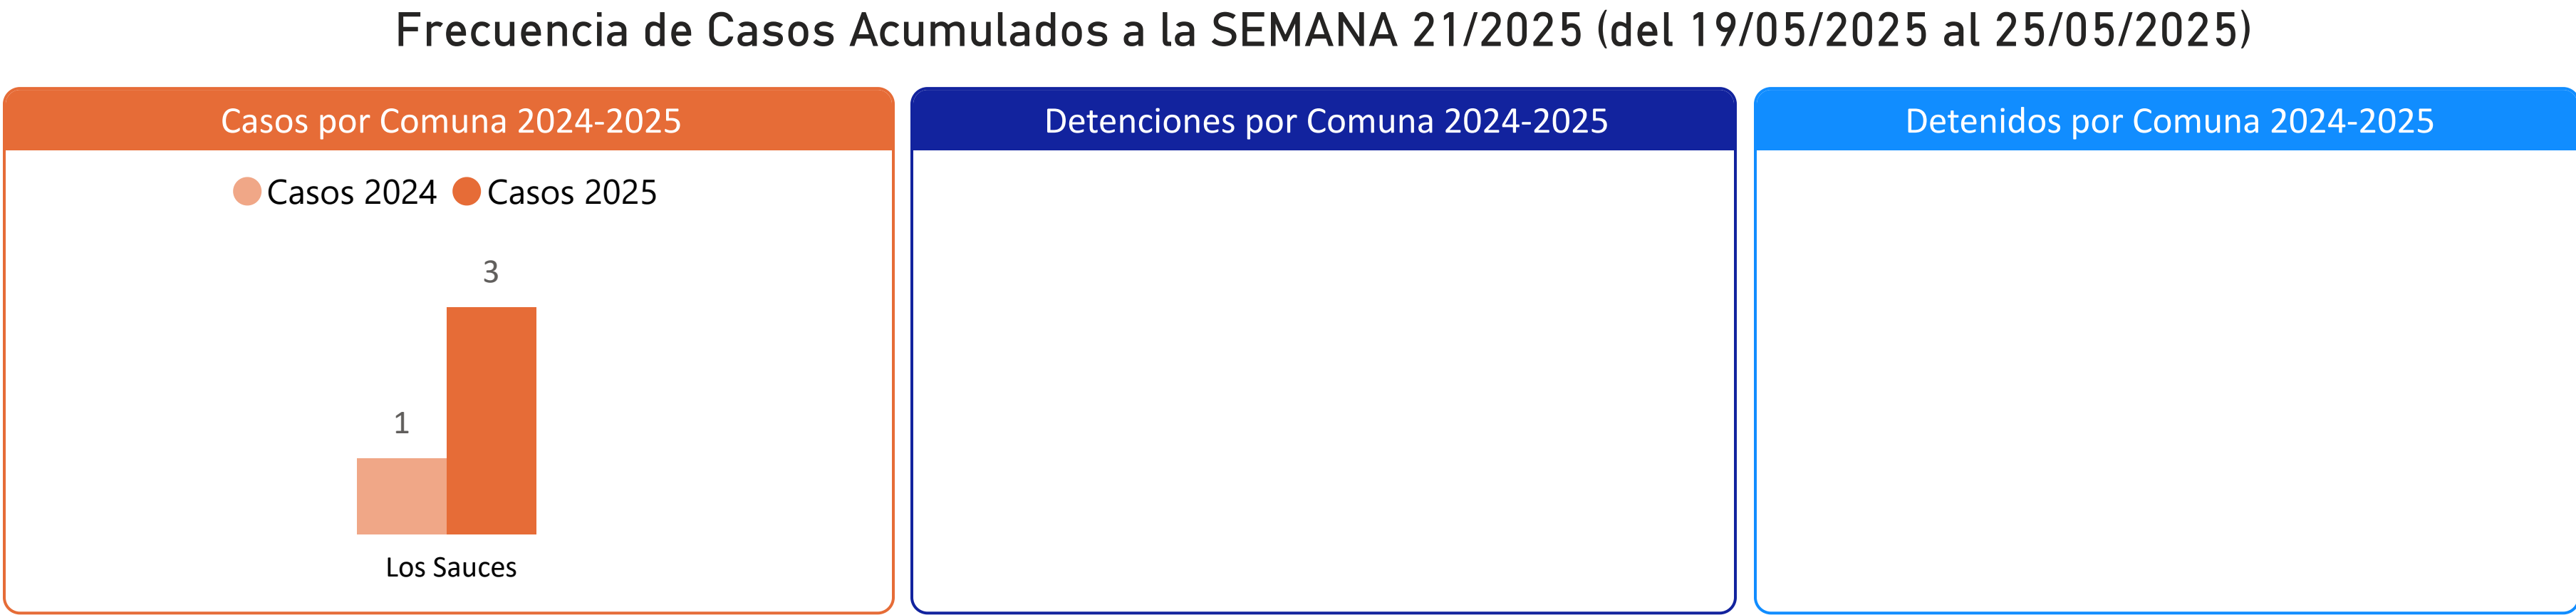 Frecuencia de Casos Acumulados a la SEMANA 21/2025 (del 19/05/2025 al 25/05/2025)
Casos por Comuna 2024-2025
Casos 2024 Casos 2025
3
1
Los Sauces
Detenciones por Comuna 2024-2025
Detenidos por Comuna 2024-2025